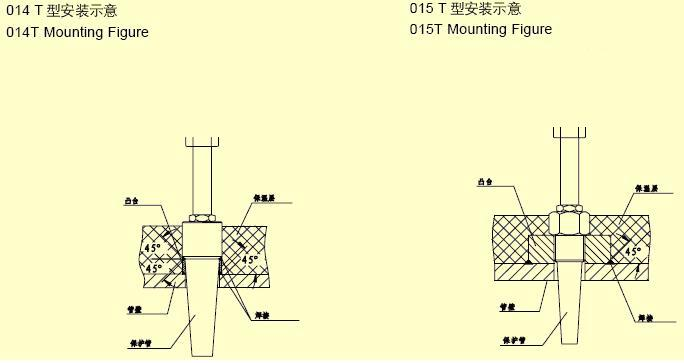 014 T 型安装示意
014T Mounting Figure
015 T 型安装示意
015T Mounting Figure
凸台
保温层
45°
45°
45°
管壁
焊接
保护管
凸台
保温层
45°
管壁
焊接
保护管